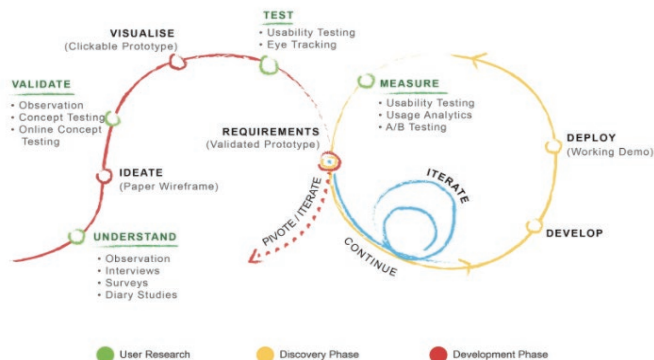 TEST
• Usability Testing
• Eye Tracking
VISUALISE
(Clickable Prototype)
VALIDATE
• Observation
• Concept Testing
• Online Concept
Testing
IDEATE
(Paper Wireframe)
UNDERSTAND
• Observation
• Interviews
• Surveys
• Diary Studies
REQUIREMENTS
(Validated Prototype)
PIVOTE / ITERATE
MEASURE
• Usability Testing
• Usage Analytics
• A/B Testing
ITERATE
CONTINUE
DEPLOY
(Working Demo)
DEVELOP
User Research
Discovery Phase
Development Phase